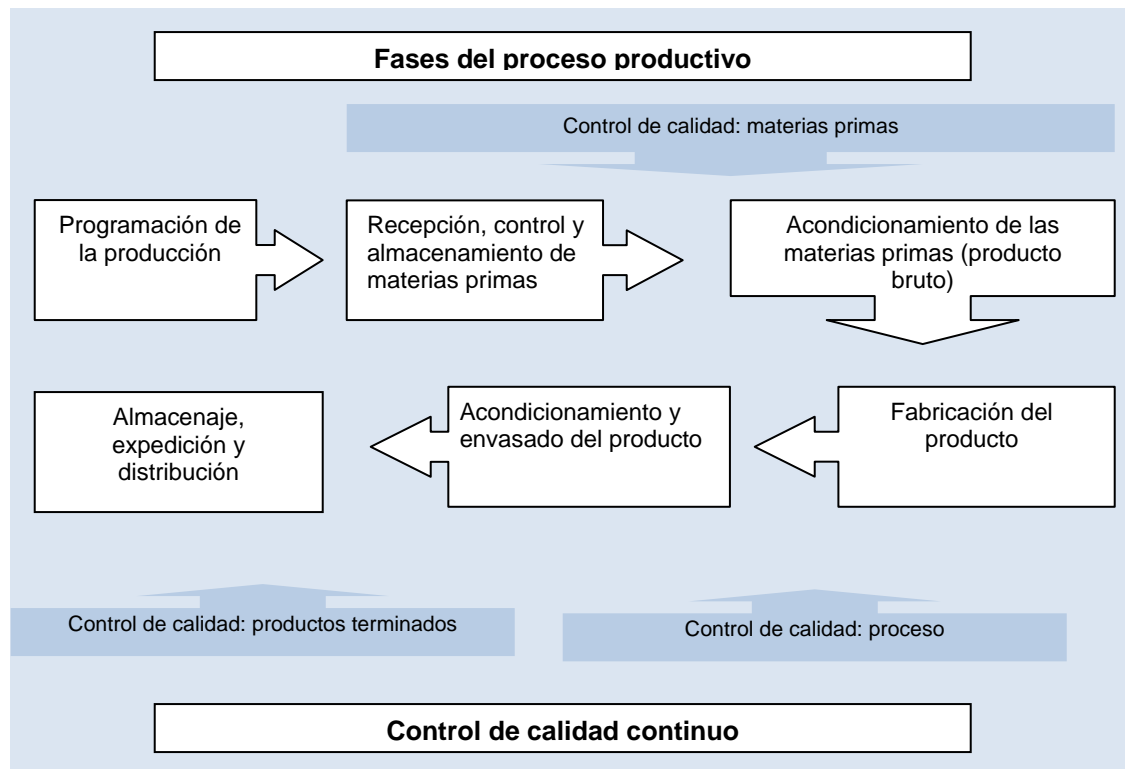 Fases del proceso productivo
Control de calidad: materias primas
Programación de
la producción
Recepción, control y
almacenamiento de
materias primas
Acondicionamiento de las
materias primas (producto
bruto)
Almacenaje,
expedición y
distribución
Acondicionamiento y
envasado del producto
Fabricación del
producto
Control de calidad: productos terminados
Control de calidad: proceso
Control de calidad continuo